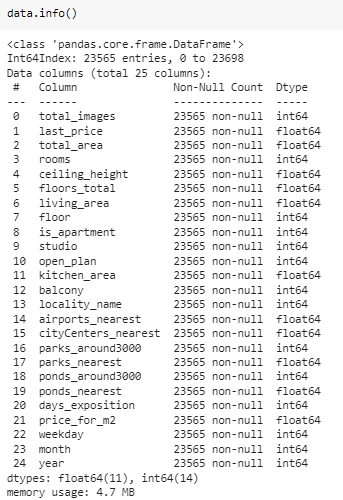 data.info()
<class 'pandas.core.frame.DataFrame'>
Int64Index: 23565 entries, 0 to 23698
Data columns (total 25 columns):
 #   Column               Non-Null Count  Dtype
---  ------               --------------  -----
 0   total_images         23565 non-null  int64
 1   last_price           23565 non-null  float64
 2   total_area           23565 non-null  float64
 3   rooms                23565 non-null  int64
 4   ceiling_height       23565 non-null  float64
 5   floors_total         23565 non-null  float64
 6   living_area          23565 non-null  float64
 7   floor                23565 non-null  int64
 8   is_apartment         23565 non-null  int64
 9   studio               23565 non-null  int64
 10  open_plan            23565 non-null  int64
 11  kitchen_area         23565 non-null  float64
 12  balcony              23565 non-null  int64
 13  locality_name        23565 non-null  int64
 14  airports_nearest     23565 non-null  float64
 15  cityCenters_nearest  23565 non-null  float64
 16  parks_around3000     23565 non-null  int64
 17  parks_nearest        23565 non-null  float64
 18  ponds_around3000     23565 non-null  int64
 19  ponds_nearest        23565 non-null  float64
 20  days_exposition      23565 non-null  int64
 21  price_for_m2         23565 non-null  float64
 22  weekday              23565 non-null  int64
 23  month                23565 non-null  int64
 24  year                 23565 non-null  int64
dtypes: float64(11), int64(14)
memory usage: 4.7 MB